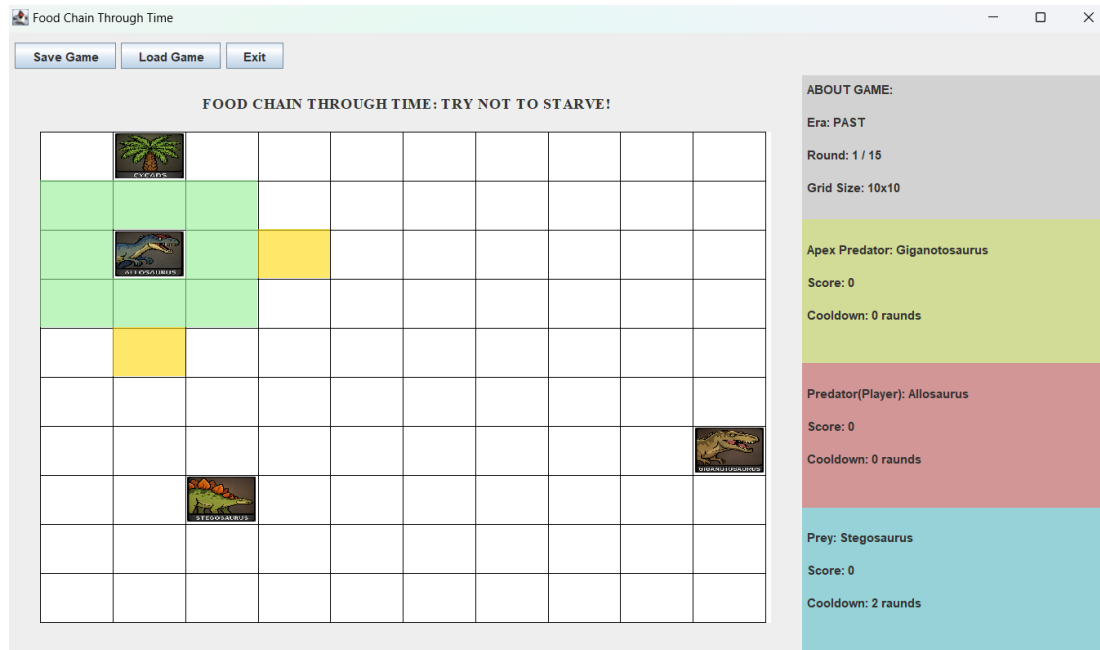 Food Chain Through Time
Save Game
Load Game
Exit
FOOD CHAIN THROUGH TIME: TRY NOT TO STARVE!
CYCADS
ALLOSAURUS
GIGANOTOSAURUS
STEGOSAURUS
ABOUT GAME:
Era: PAST
Round: 1 / 15
Grid Size: 10x10
Apex Predator: Giganotosaurus
Score: 0
Cooldown: 0 raunds
Predator(Player): Allosaurus
Score: 0
Cooldown: 0 raunds
Prey: Stegosaurus
Score: 0
Cooldown: 2 raunds